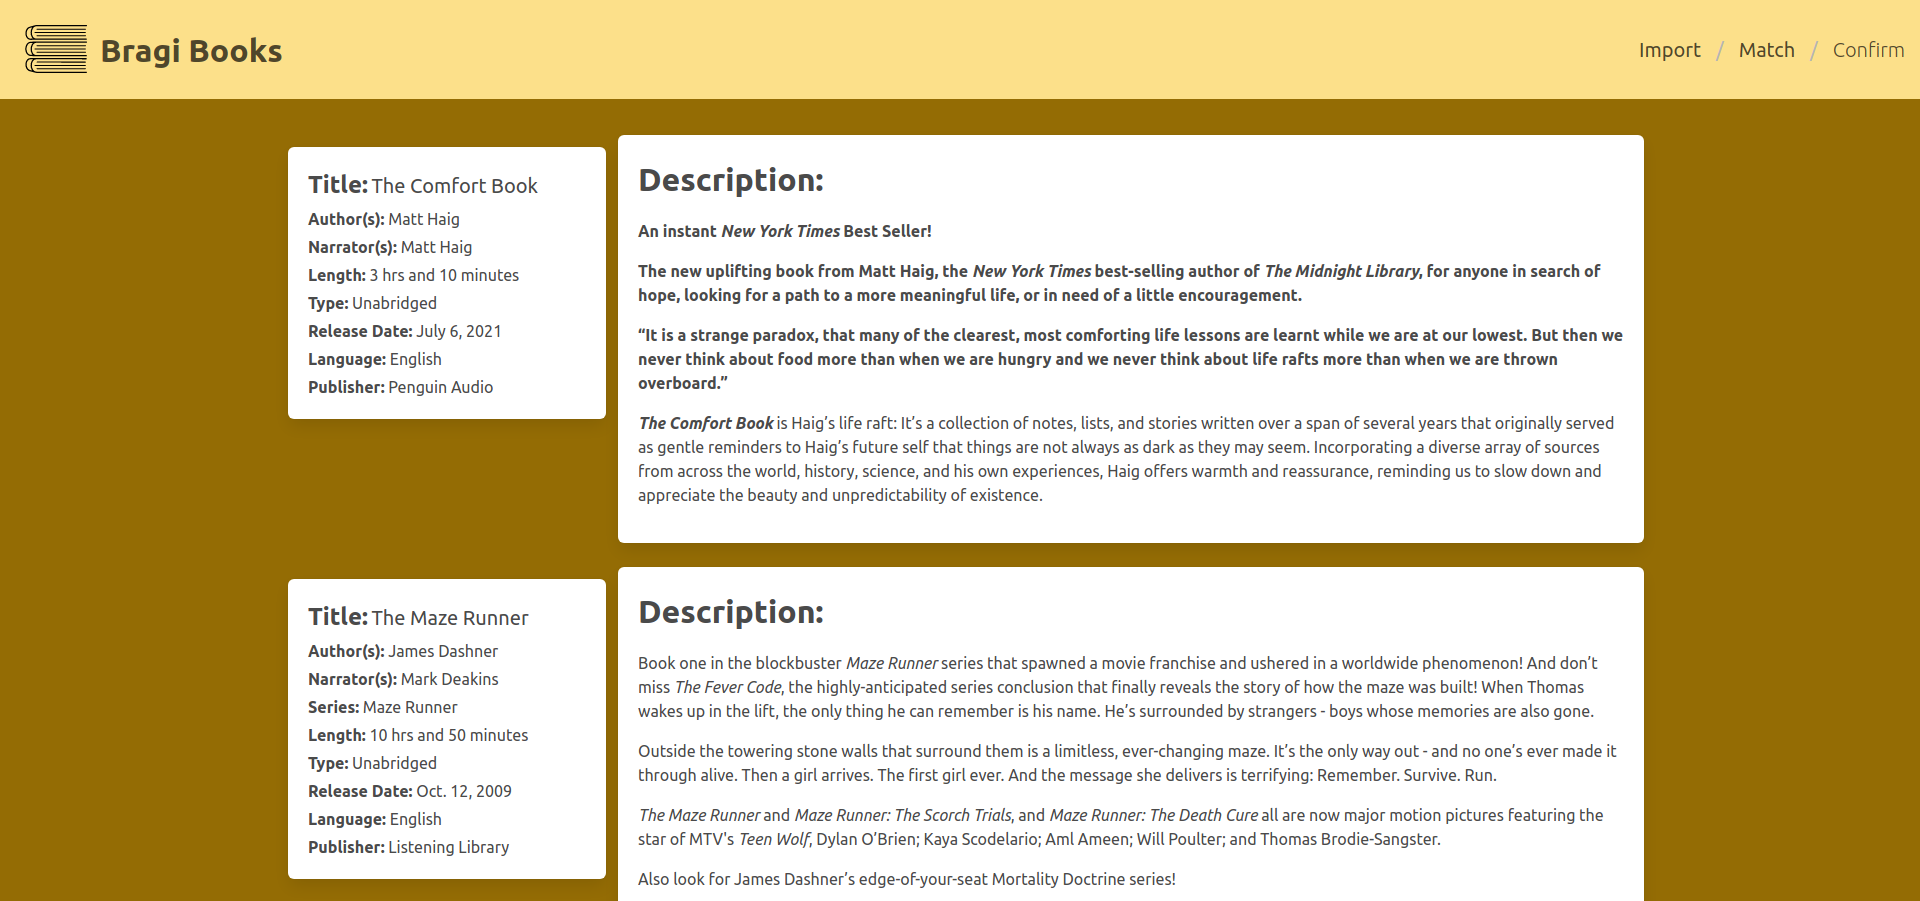 Bragi Books
Import / Match / Confirm
Title: The Comfort Book
Author(s): Matt Haig
Narrator(s): Matt Haig
Length: 3 hrs and 10 minutes
Type: Unabridged
Release Date: July 6, 2021
Language: English
Publisher: Penguin Audio
Description:
An instant New York Times Best Seller!
The new uplifting book from Matt Haig, the New York Times best-selling author of The Midnight Library, for anyone in search of
hope, looking for a path to a more meaningful life, or in need of a little encouragement.
“It is a strange paradox, that many of the clearest, most comforting life lessons are learnt while we are at our lowest. But then we
never think about food more than when we are hungry and we never think about life rafts more than when we are thrown
overboard.”
The Comfort Book is Haig’s life raft: It’s a collection of notes, lists, and stories written over a span of several years that originally served
as gentle reminders to Haig’s future self that things are not always as dark as they may seem. Incorporating a diverse array of sources
from across the world, history, science, and his own experiences, Haig offers warmth and reassurance, reminding us to slow down and
appreciate the beauty and unpredictability of existence.
Title: The Maze Runner
Author(s): James Dashner
Narrator(s): Mark Deakins
Series: Maze Runner
Length: 10 hrs and 50 minutes
Type: Unabridged
Release Date: Oct. 12, 2009
Language: English
Publisher: Listening Library
Description:
Book one in the blockbuster Maze Runner series that spawned a movie franchise and ushered in a worldwide phenomenon! And don’t
miss The Fever Code, the highly-anticipated series conclusion that finally reveals the story of how the maze was built! When Thomas
wakes up in the lift, the only thing he can remember is his name. He’s surrounded by strangers - boys whose memories are also gone.
Outside the towering stone walls that surround them is a limitless, ever-changing maze. It’s the only way out - and no one’s ever made it
through alive. Then a girl arrives. The first girl ever. And the message she delivers is terrifying: Remember. Survive. Run.
The Maze Runner and Maze Runner: The Scorch Trials, and Maze Runner: The Death Cure all are now major motion pictures featuring the
star of MTV's Teen Wolf, Dylan O’Brien; Kaya Scodelario; Aml Ameen; Will Poulter; and Thomas Brodie-Sangster.
Also look for James Dashner’s edge-of-your-seat Mortality Doctrine series!